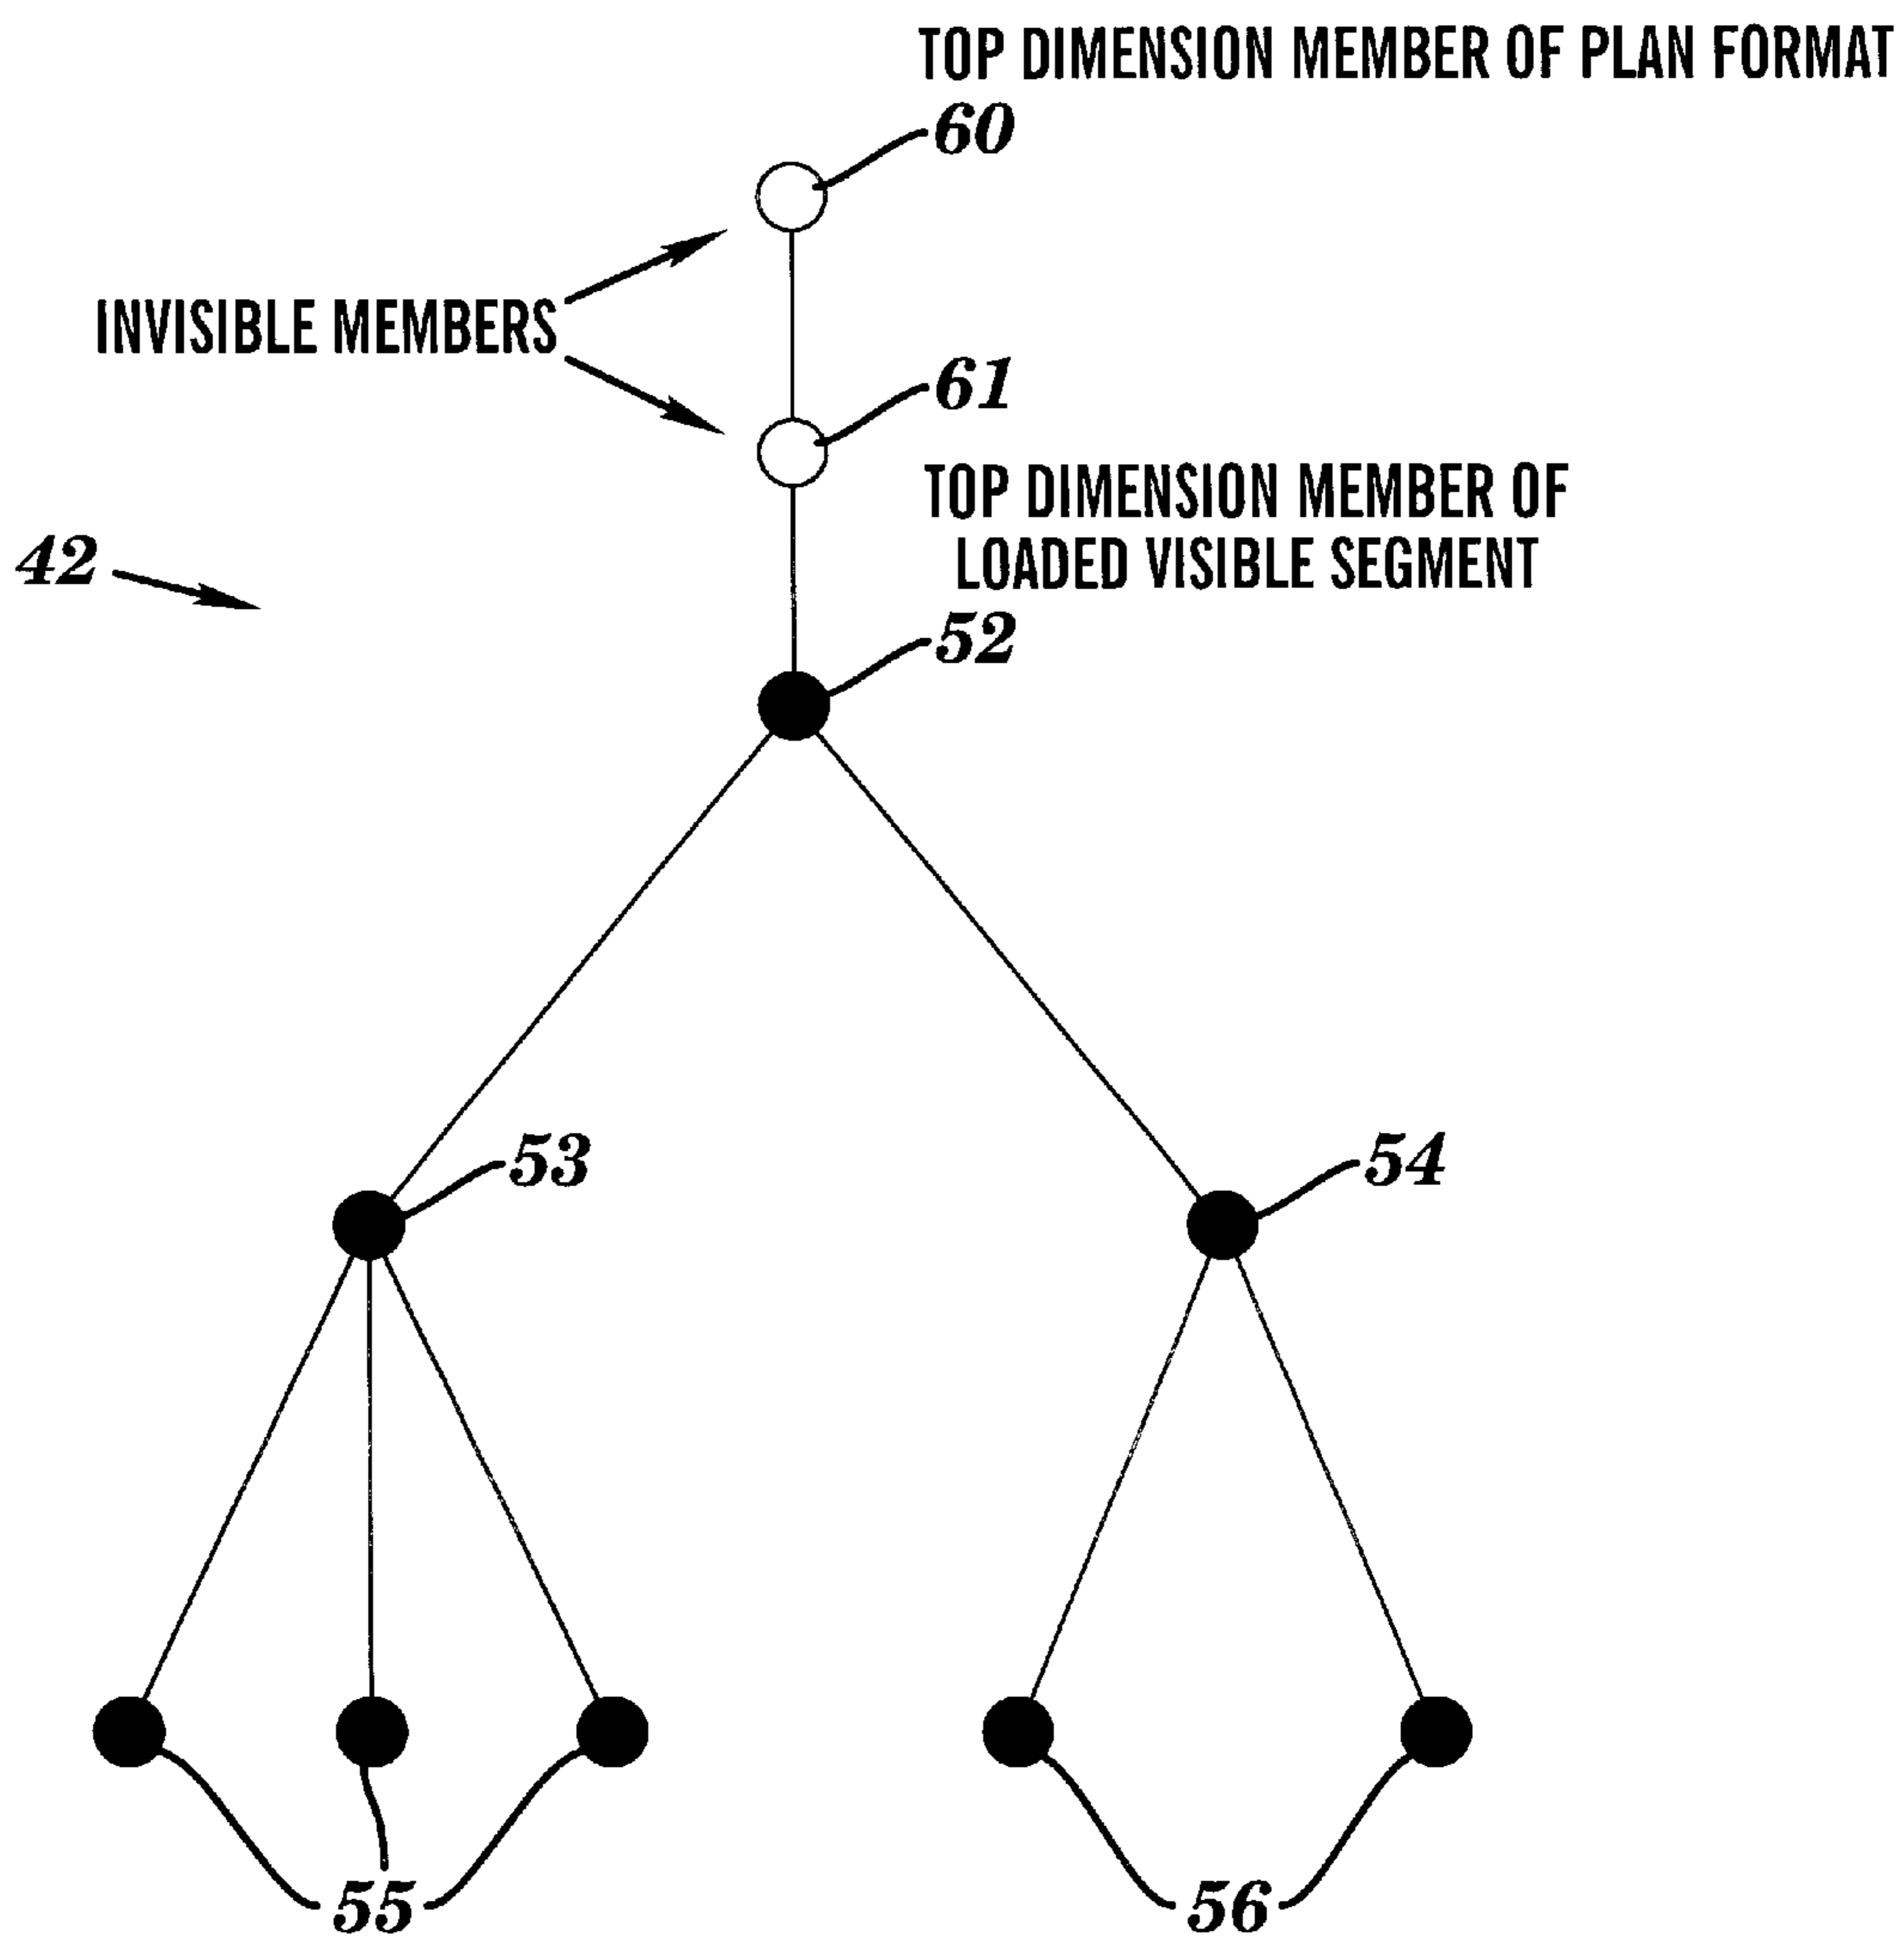 TOP DIMENSION MEMBER OF PLAN FORMAT
60
INVISIBLE MEMBERS
61
TOP DIMENSION MEMBER OF
LOADED VISIBLE SEGMENT
42
52
53
54
55
56